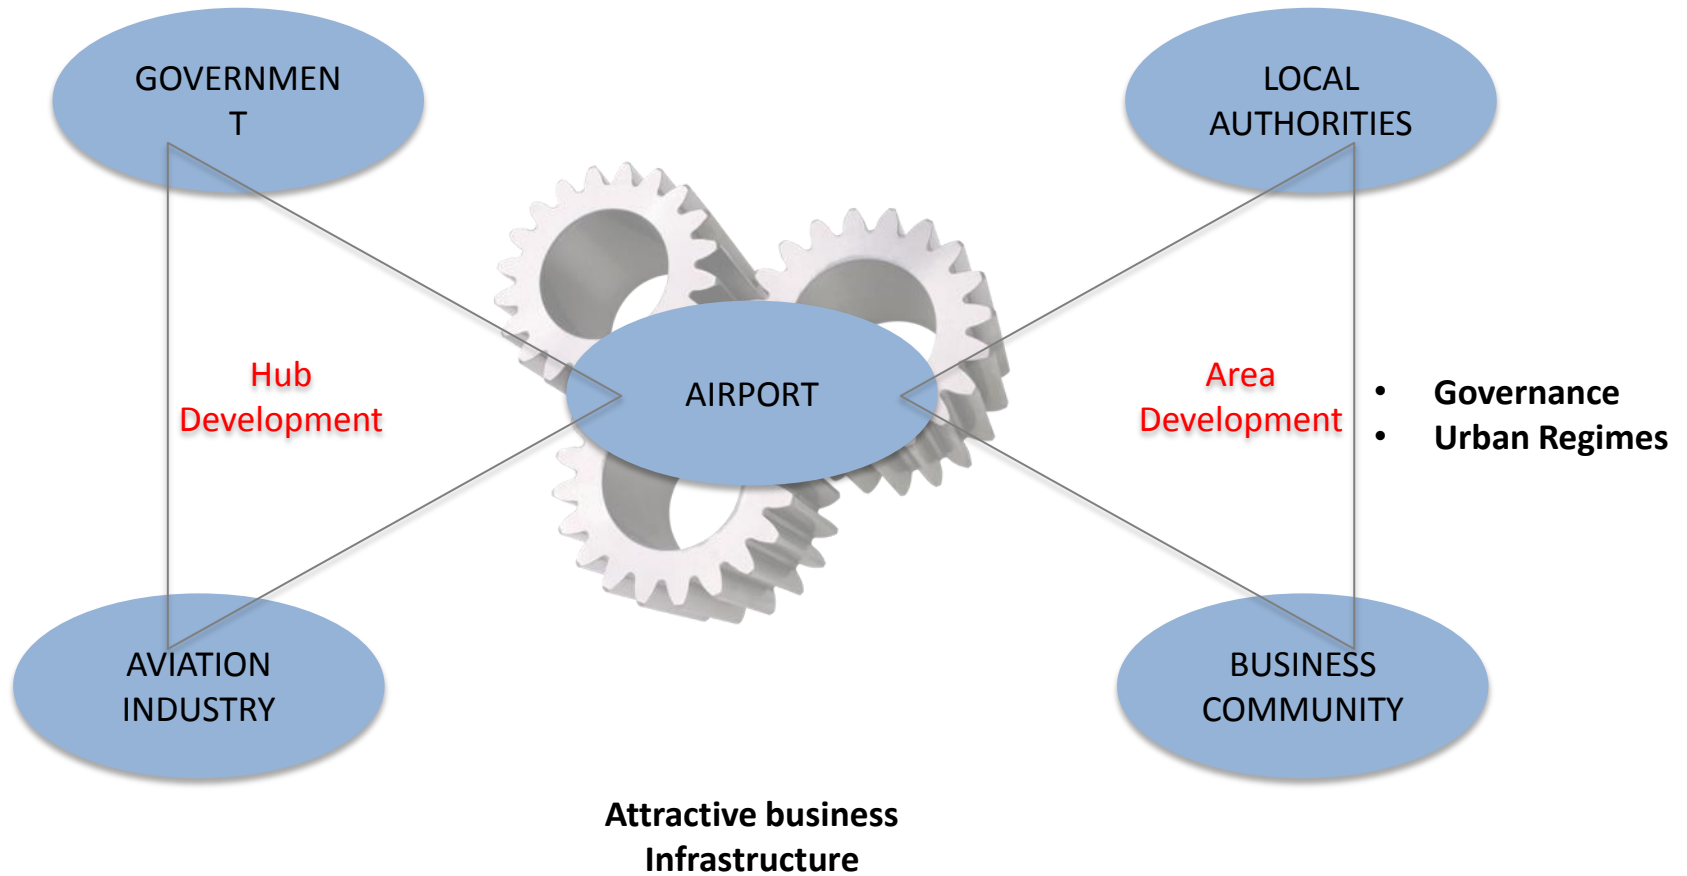 GOVERNMEN
T
LOCAL
AUTHORITIES
Hub
Development
AIRPORT
Area
Development
• Governance
• Urban Regimes
AVIATION
INDUSTRY
BUSINESS
COMMUNITY
Attractive business
Infrastructure